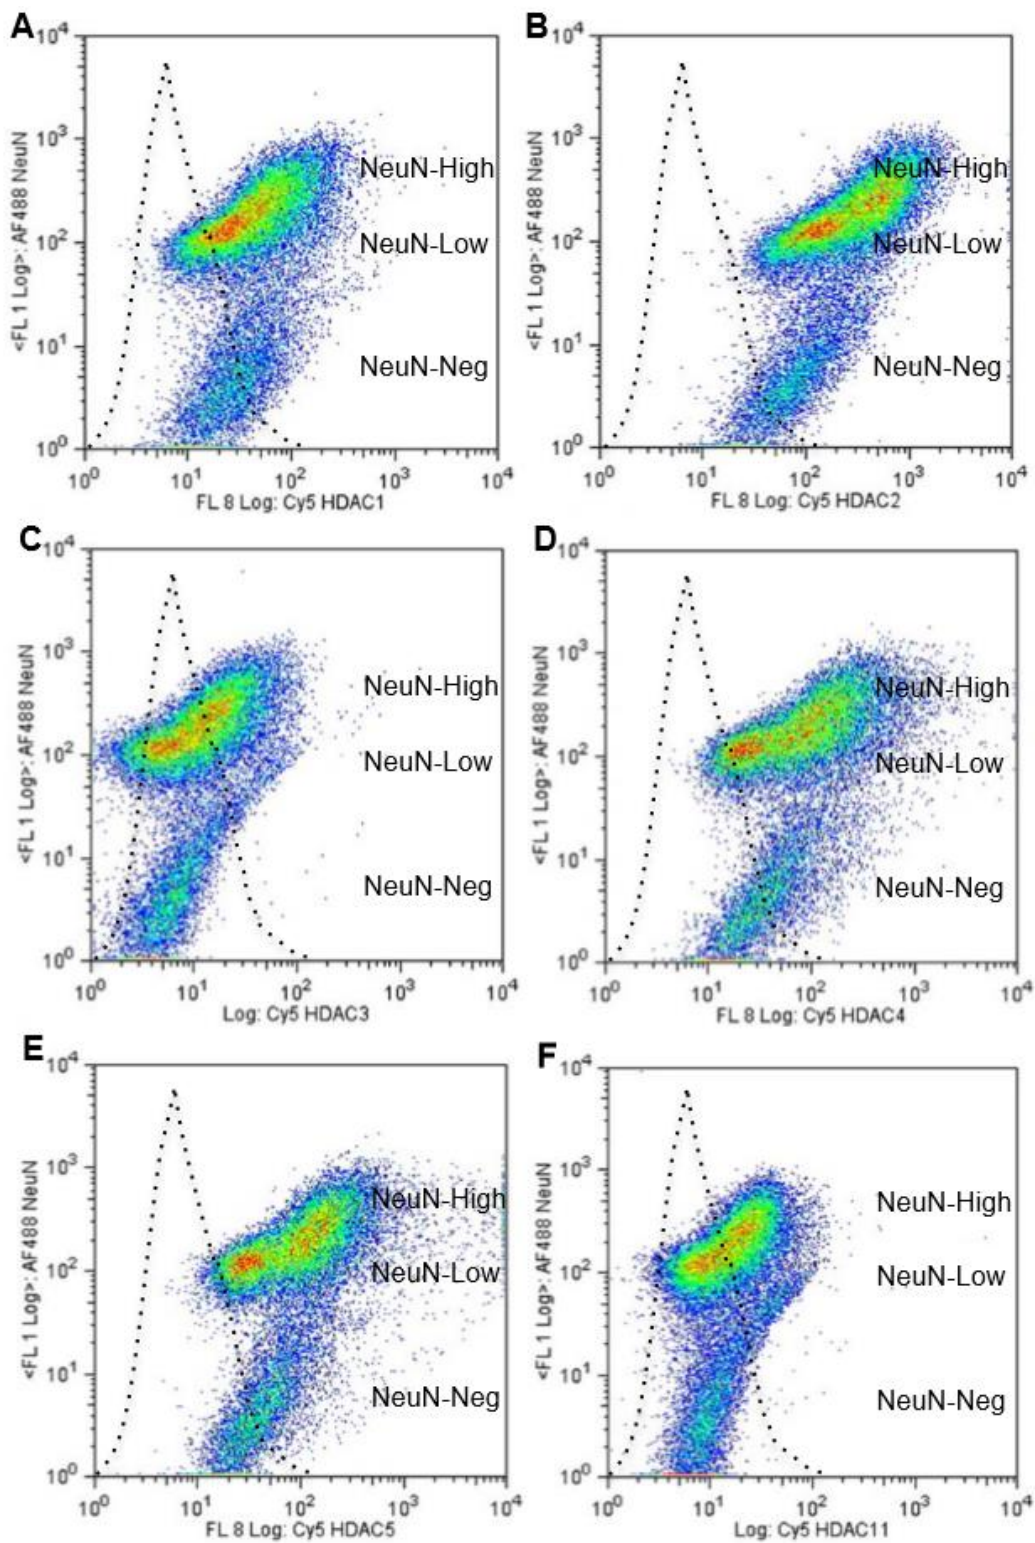 A
B
10^4
10^3
10^2
10^1
10^0
<FL 1 Log>: AF488 NeuN
NeuN-High
NeuN-Low
NeuN-Neg
10^0 10^1 10^2 10^3 10^4
FL 8 Log: Cy5 HDAC1
10^4
10^3
10^2
10^1
10^0
<FL 1 Log>: AF488 NeuN
NeuN-High
NeuN-Low
NeuN-Neg
10^0 10^1 10^2 10^3 10^4
FL 8 Log: Cy5 HDAC2
C
D
10^4
10^3
10^2
10^1
10^0
<FL 1 Log>: AF488 NeuN
NeuN-High
NeuN-Low
NeuN-Neg
10^0 10^1 10^2 10^3 10^4
Log: Cy5 HDAC3
10^4
10^3
10^2
10^1
10^0
<FL 1 Log>: AF488 NeuN
NeuN-High
NeuN-Low
NeuN-Neg
10^0 10^1 10^2 10^3 10^4
FL 8 Log: Cy5 HDAC4
E
F
10^4
10^3
10^2
10^1
10^0
<FL 1 Log>: AF488 NeuN
NeuN-High
NeuN-Low
NeuN-Neg
10^0 10^1 10^2 10^3 10^4
FL 8 Log: Cy5 HDAC5
10^4
10^3
10^2
10^1
10^0
<FL 1 Log>: AF488 NeuN
NeuN-High
NeuN-Low
NeuN-Neg
10^0 10^1 10^2 10^3 10^4
Log: Cy5 HDAC11